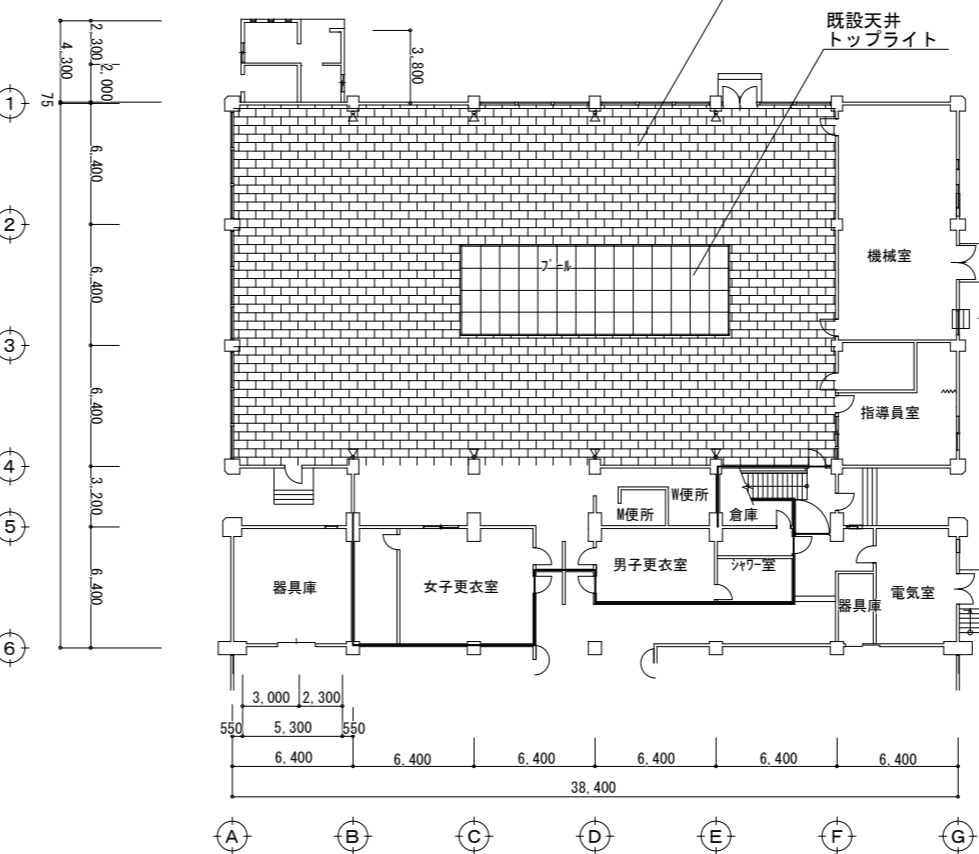 既設天井
トップライト
2,300
4,300
2,000
3,800
75
1
6,400
2
6,400
機械室
プール
3
6,400
指導員室
4
3,200
W便所
M便所
倉庫
5
6,400
器具庫
女子更衣室
男子更衣室
シャワー室
器具庫
電気室
6
3,000
2,300
550
5,300
550
6,400
6,400
6,400
6,400
6,400
6,400
38,400
A
B
C
D
E
F
G